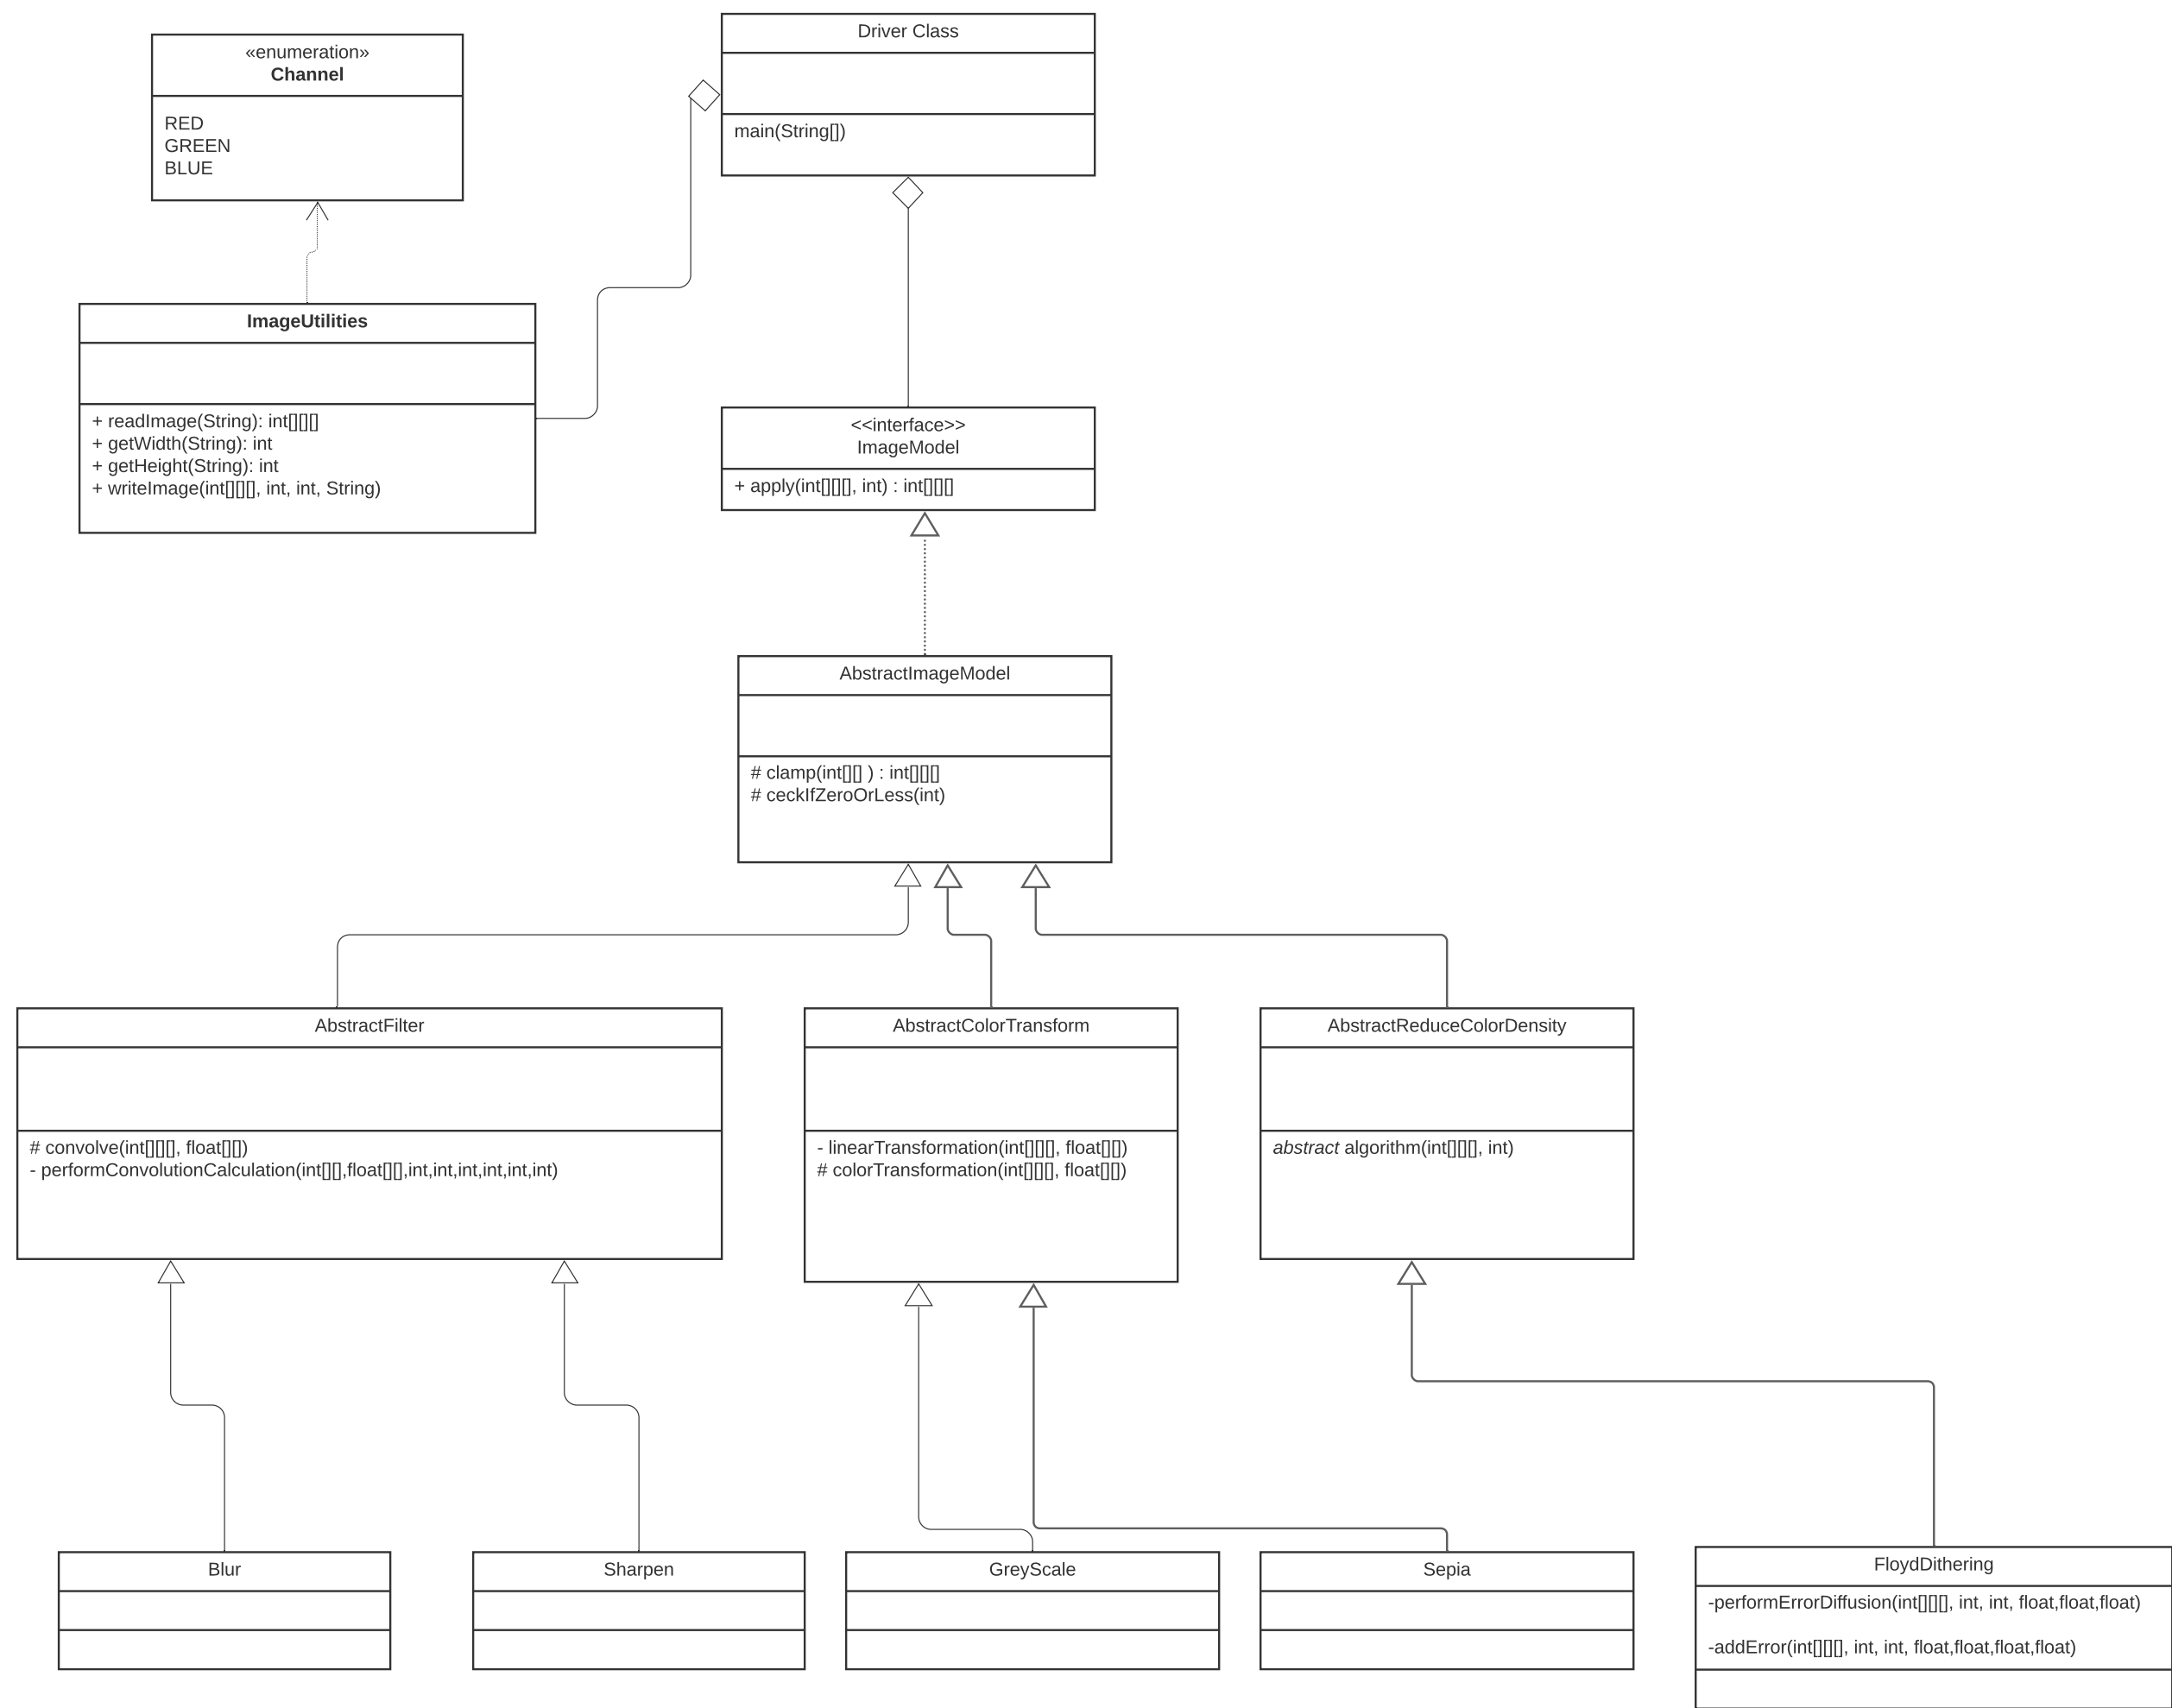 Driver Class
main(String[])
«enumeration»
Channel
RED
GREEN
BLUE
ImageUtilities
+ readImage(String): int[][][]
+ getWidth(String): int
+ getHeight(String): int
+ writeImage(int[][][], int, int, String)
<<interface>>
ImageModel
+ apply(int[][][], int) : int[][][]
AbstractImageModel
# clamp(int[][] ) : int[][][]
# ceckIfZeroOrLess(int)
AbstractFilter
# convolve(int[][][], float[][])
- performConvolutionCalculation(int[][],float[][],int,int,int,int,int,int)
AbstractColorTransform
- linearTransformation(int[][][], float[][])
# colorTransformation(int[][][], float[][])
AbstractReduceColorDensity
abstract algorithm(int[][][], int)
Blur
Sharpen
GreyScale
Sepia
FloydDithering
-performErrorDiffusion(int[][][], int, int, float,float,float)
-addError(int[][][], int, int, float,float,float,float)